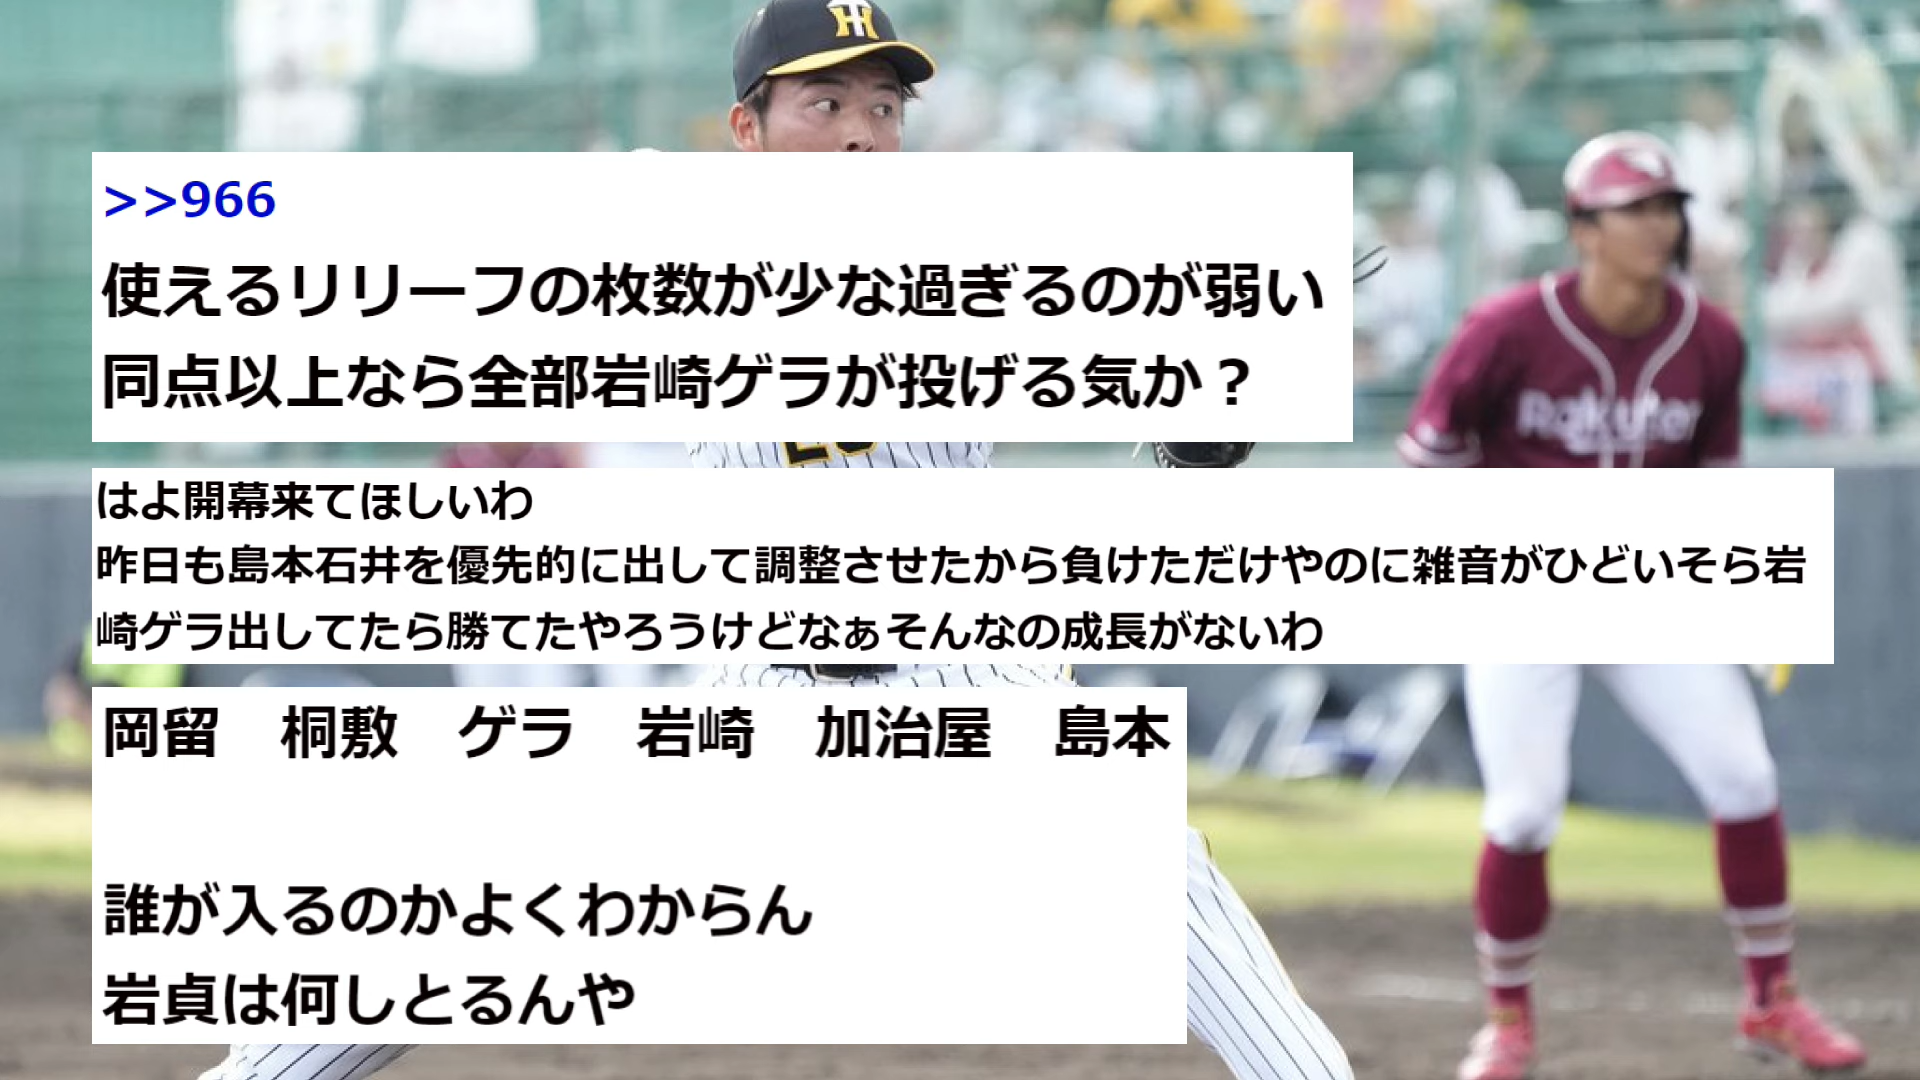 >>966
使えるリリーフの枚数が少な過ぎるのが弱い
同点以上なら全部岩崎ゲラが投げる気か？
はよ開幕来てほしいわ
昨日も島本石井を優先的に出して調整させたから負けただけやのに雑音がひどいそら岩
崎ゲラ出してたら勝てたやろうけどなぁそんなの成長がないわ
岡留　桐敷　ゲラ　岩崎　加治屋　島本
誰が入るのかよくわからん
岩貞は何しとるんや